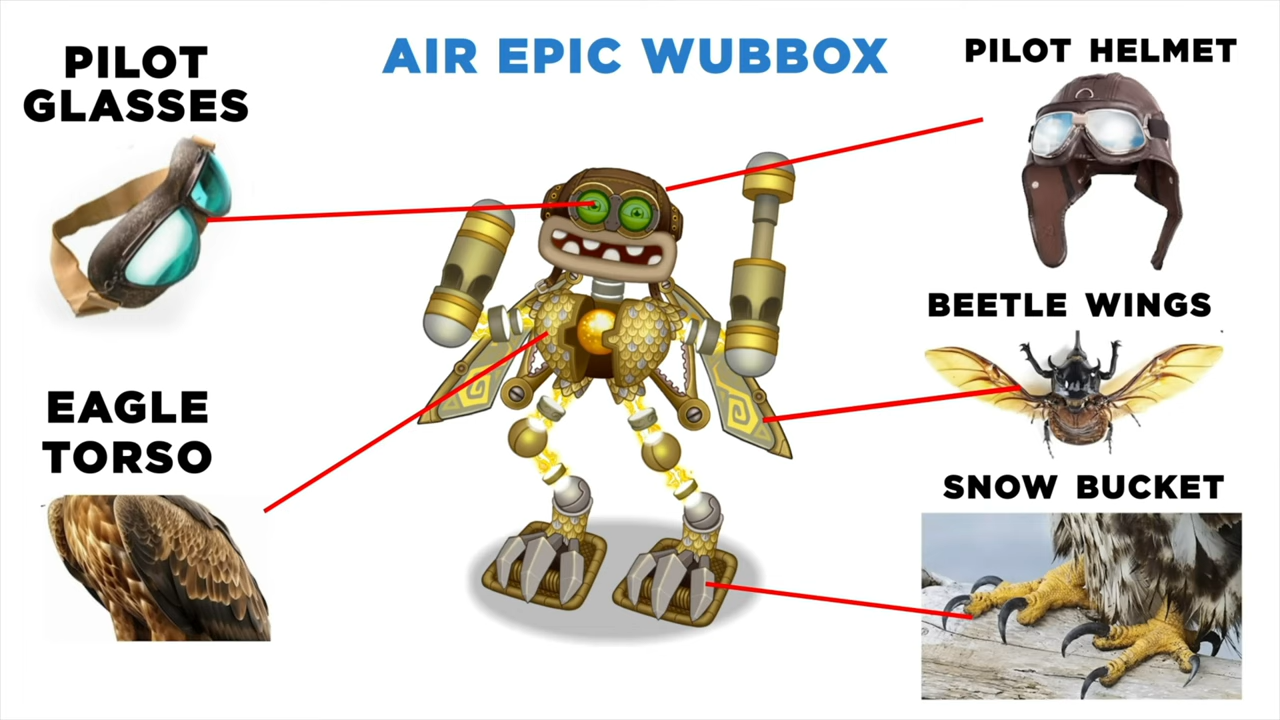 AIR EPIC WUBBOX
PILOT
GLASSES
PILOT HELMET
BEETLE WINGS
EAGLE
TORSO
SNOW BUCKET